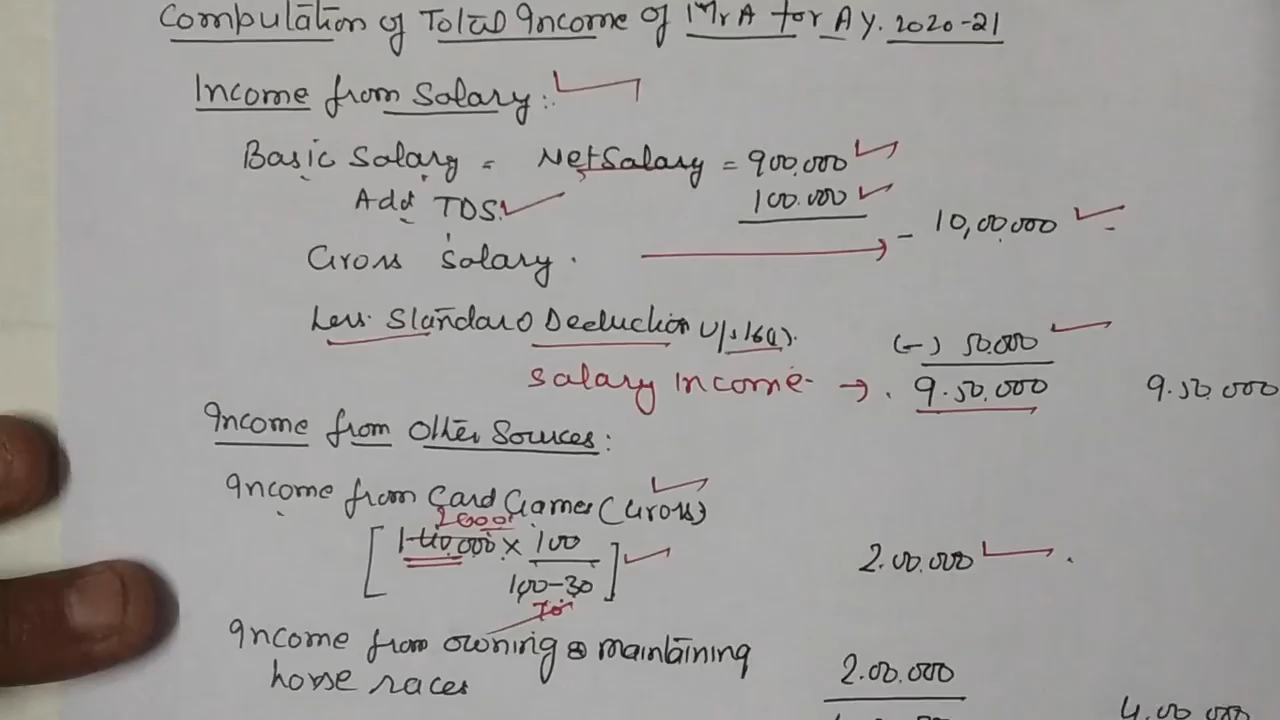 Computation of Total Income of Mr A for A Y. 2020-21
Income from Salary:
Basic Salary = Net Salary = 900.000
Add TDS. 100.000 - 10,00000
Gross Salary.
Less. Standard Deduction U/s.16(a). (-) 50.000
Salary Income → . 9.50.000 9.50.000
Income from Other Sources:
Income from Card Games (Gross)
2000
[1.40.000 × 100 2.00.000
100-30]
70
Income from owning & maintaining
horse races 2.00.000
4.00.000